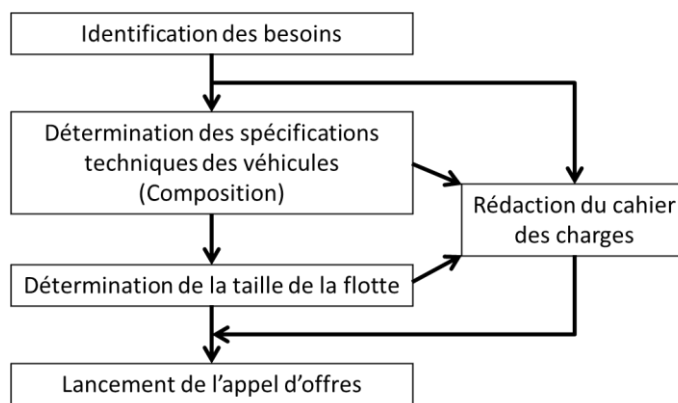 Identification des besoins
Détermination des spécifications
techniques des véhicules
(Composition)
Rédaction du cahier
des charges
Détermination de la taille de la flotte
Lancement de l'appel d'offres